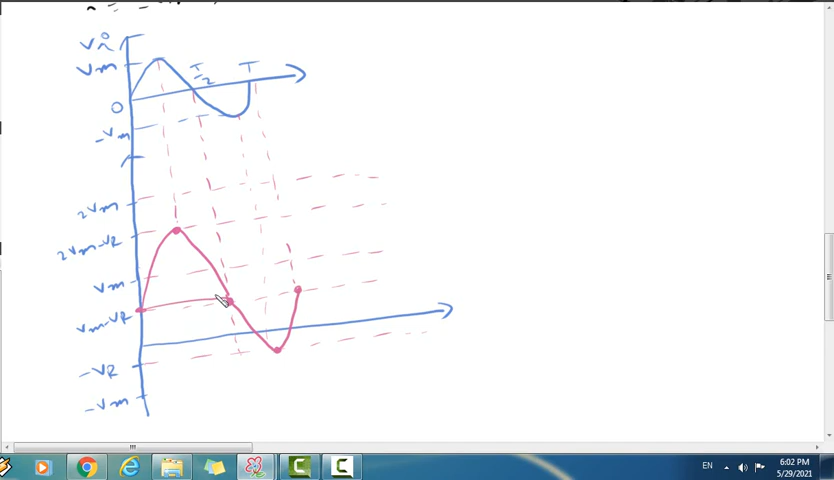 Vi
Vm
T/2
T
0
-Vm
2Vm
2Vm-VR
Vm
Vm-VR
-VR
-Vm
EN
6:02 PM
5/29/2021